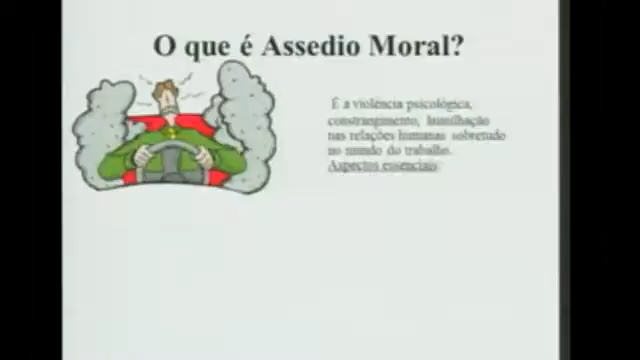 O que é Assedio Moral?
É a violência psicológica,
constrangimento, humilhação
nas relações humanas sobretudo
no mundo do trabalho.
Aspectos essenciais